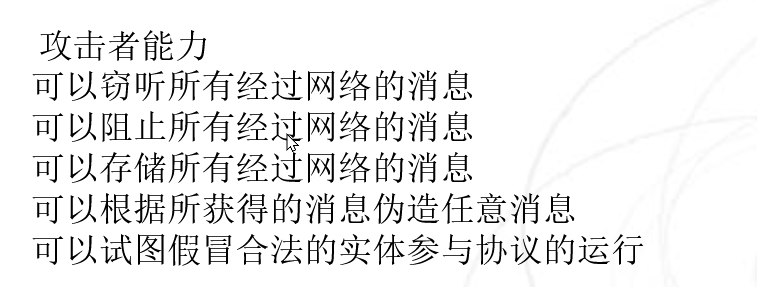 攻击者能力
可以窃听所有经过网络的消息
可以阻止所有经过网络的消息
可以存储所有经过网络的消息
可以根据所获得的消息伪造任意消息
可以试图假冒合法的实体参与协议的运行